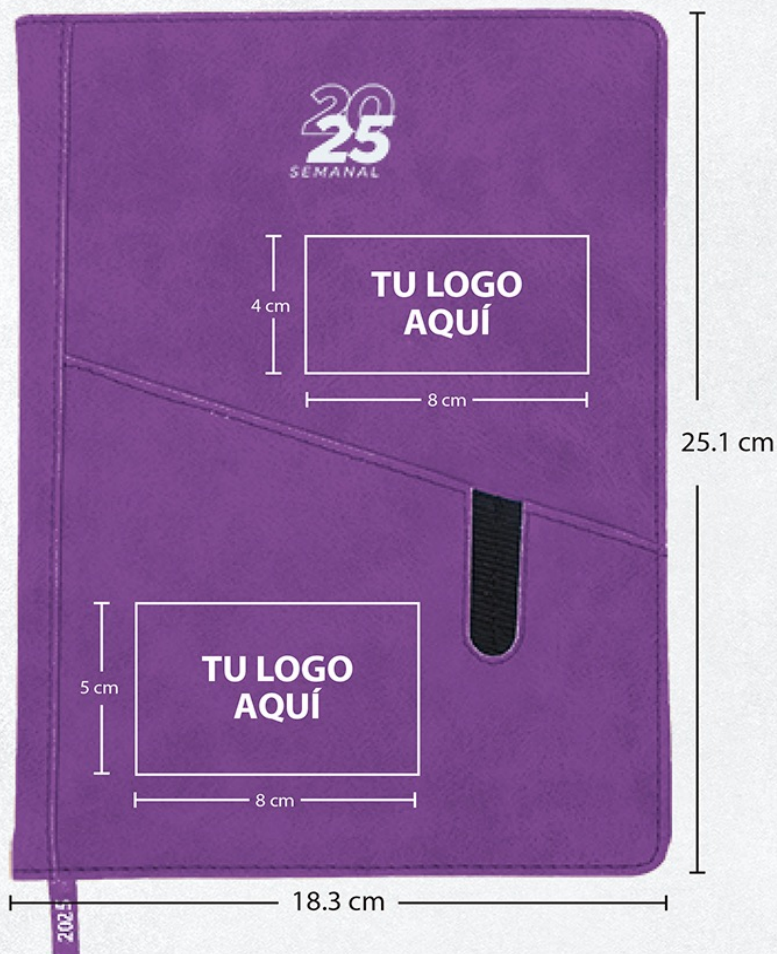 20
25
SEMANAL
TU LOGO
AQUÍ
4 cm
8 cm
25.1 cm
TU LOGO
AQUÍ
5 cm
8 cm
18.3 cm
2025